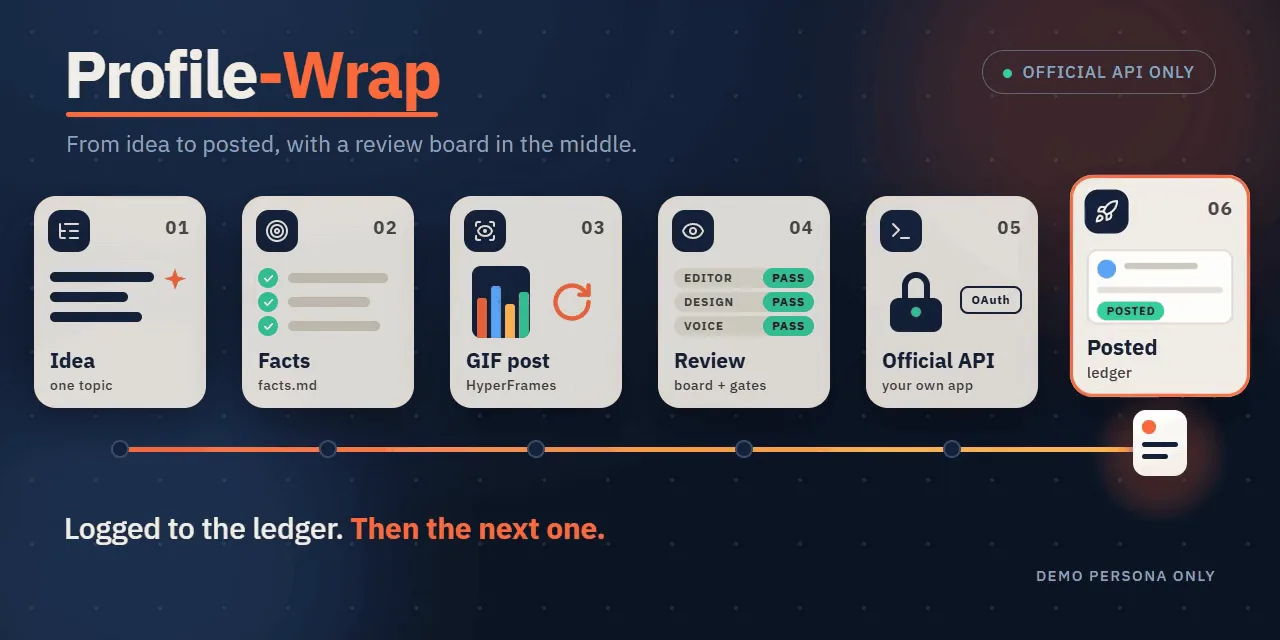 Profile-Wrap
OFFICIAL API ONLY
From idea to posted, with a review board in the middle.
01
Idea
one topic
02
Facts
facts.md
03
GIF post
HyperFrames
04
EDITOR PASS
DESIGN PASS
VOICE PASS
Review
board + gates
05
OAuth
Official API
your own app
06
POSTED
Posted
ledger
Logged to the ledger. Then the next one.
DEMO PERSONA ONLY